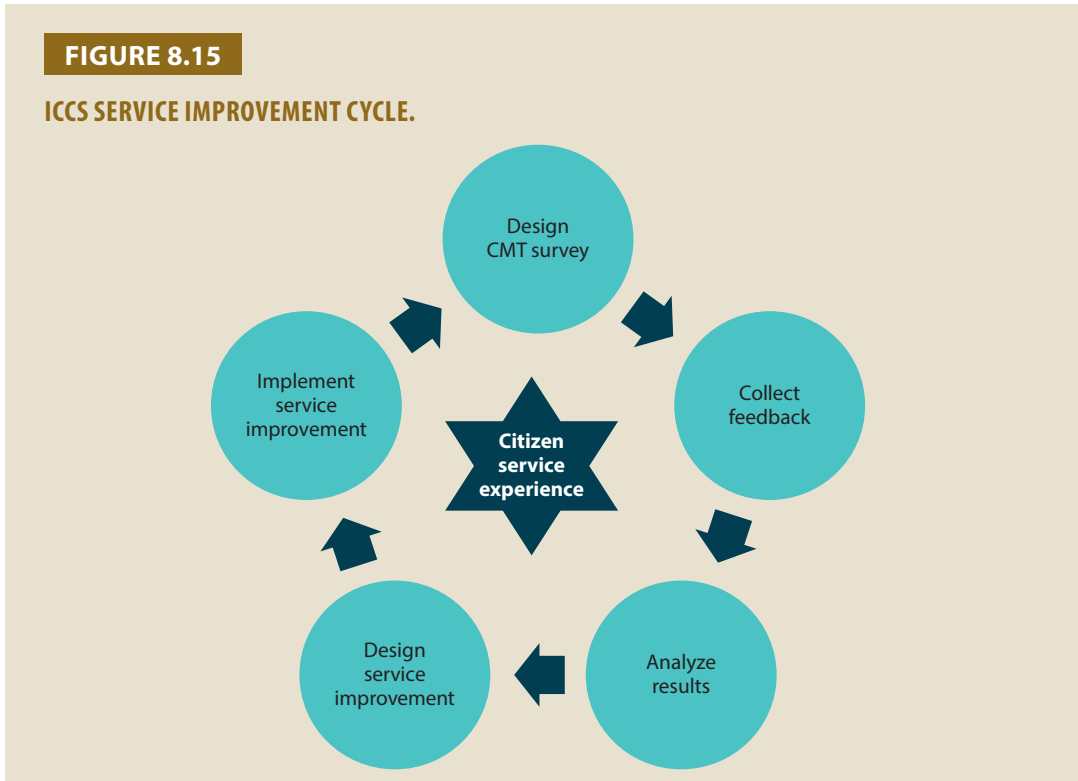 FIGURE 8.15
ICCS SERVICE IMPROVEMENT CYCLE.
Design
CMT survey
Collect
feedback
Analyze
results
Design
service
improvement
Implement
service
improvement
Citizen
service
experience